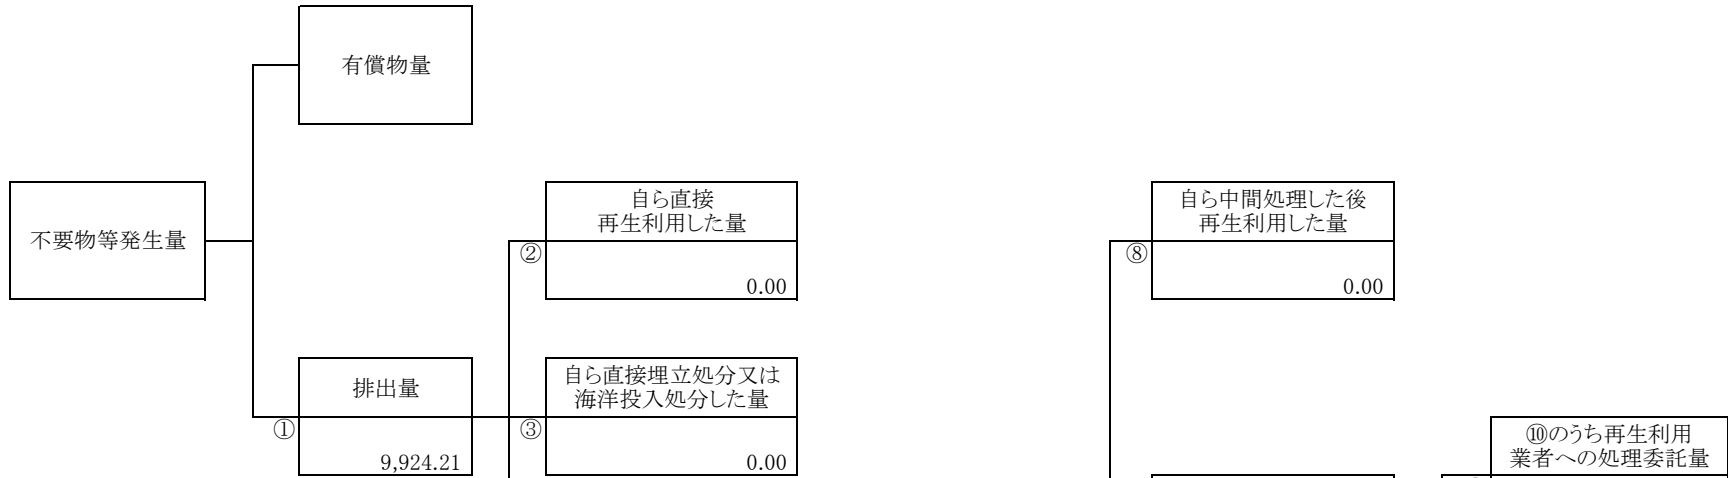 有償物量
不要物等発生量
自ら直接
再生利用した量
②
0.00
自ら中間処理した後
再生利用した量
⑧
0.00
排出量
①
9,924.21
自ら直接埋立処分又は
海洋投入処分した量
③
0.00
⑩のうち再生利用
業者への処理委託量